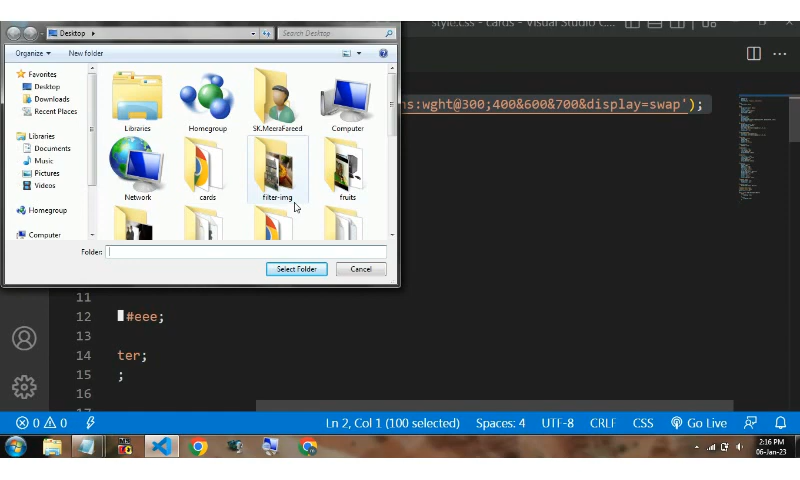 style.css - cards - Visual Studio C...
Desktop
Search Desktop
Organize
New folder
Favorites
Desktop
Downloads
Recent Places
Libraries
Documents
Music
Pictures
Videos
Homegroup
Computer
Libraries
Homegroup
SK.MeeraFareed
Computer
Network
cards
filter-img
fruits
Folder:
Select Folder
Cancel
ns:wght@300;400&600&700&display=swap');
11
12
#eee;
13
14
ter;
15
;
16
0
0
Ln 2, Col 1 (100 selected)
Spaces: 4
UTF-8
CRLF
CSS
Go Live
2:16 PM
06-Jan-23